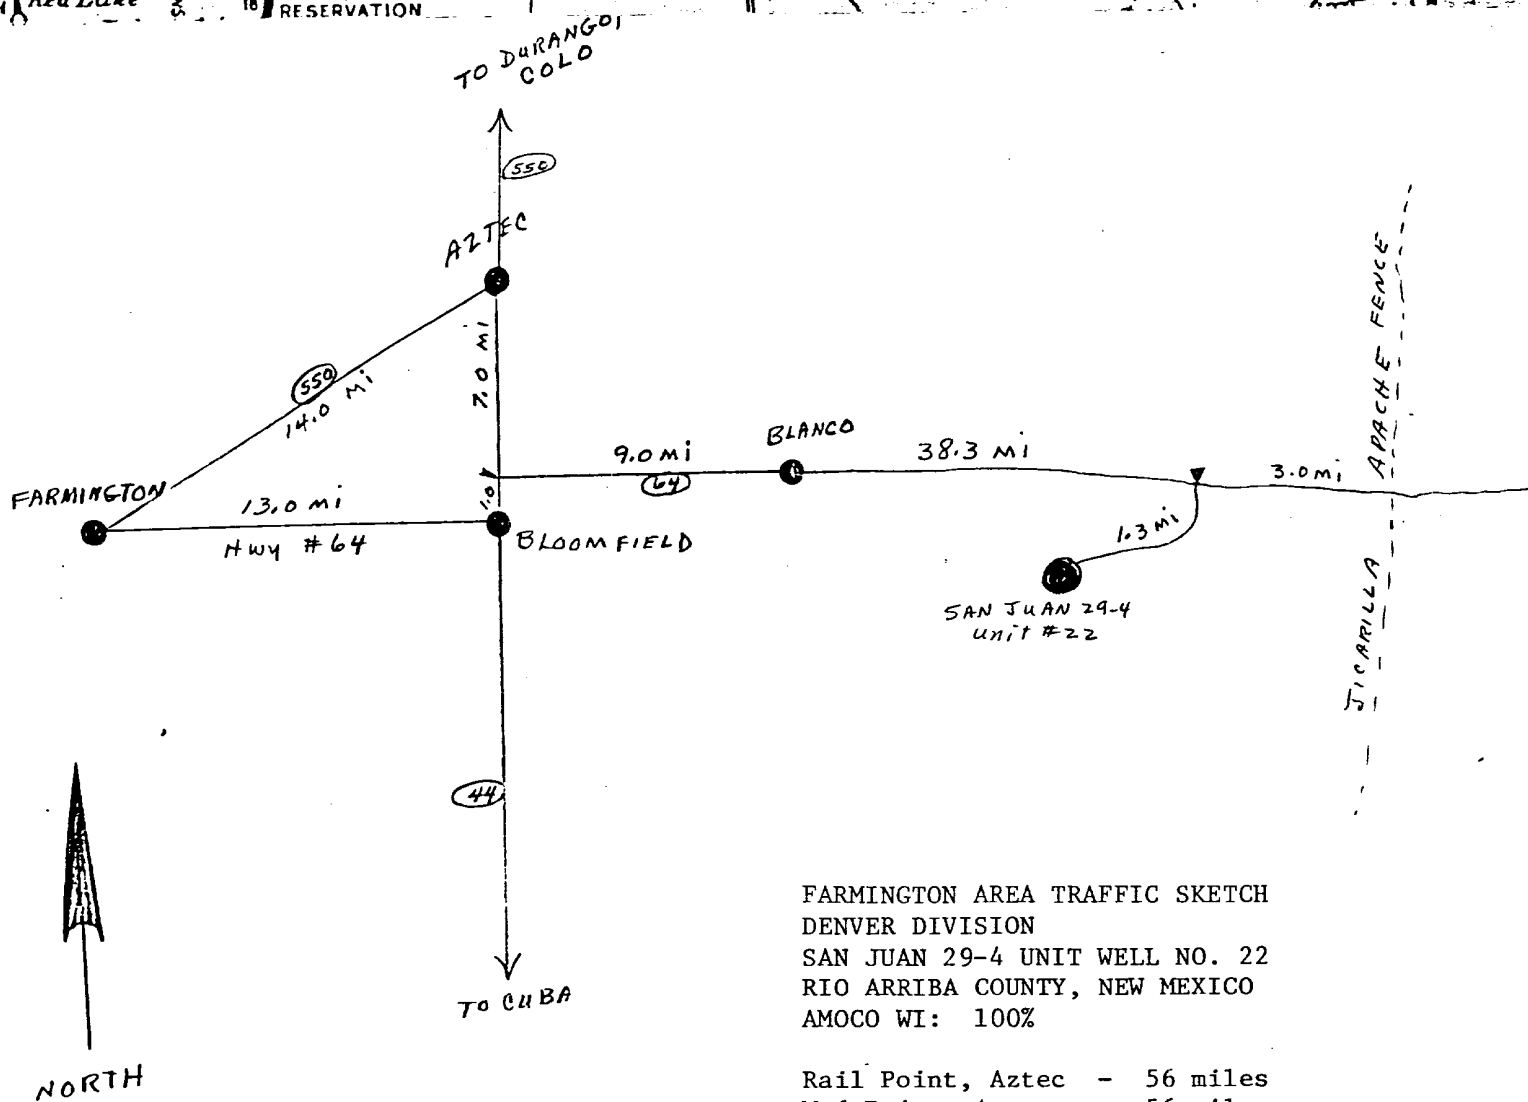 Red Lake
18 RESERVATION
TO DURANGO,
COLO
550
AZTEC
7.0 mi
550
14.0 mi
FARMINGTON
13.0 mi
HWY #64
1.0
BLOOMFIELD
9.0 mi
64
BLANCO
38.3 mi
3.0 mi
1.3 mi
SAN JUAN 29-4
Unit #22
JICARILLA APACHE FENCE
44
TO CUBA
NORTH
FARMINGTON AREA TRAFFIC SKETCH
DENVER DIVISION
SAN JUAN 29-4 UNIT WELL NO. 22
RIO ARRIBA COUNTY, NEW MEXICO
AMOCO WI: 100%
Rail Point, Aztec - 56 miles